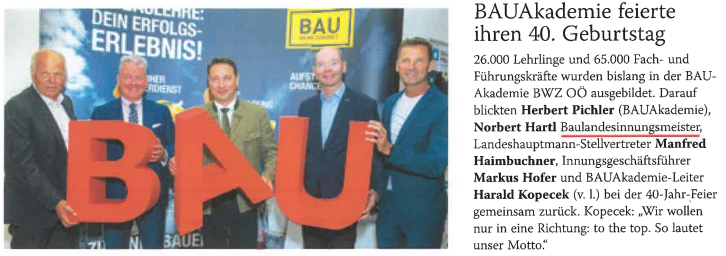 BAULEHRE:
DEIN ERFOLGS-
ERLEBNIS!
BAU
AUFST
CHANCE
BAU
BAUAkademie feierte
ihren 40. Geburtstag
26.000 Lehrlinge und 65.000 Fach- und
Führungskräfte wurden bislang in der BAU-
Akademie BWZ OÖ ausgebildet. Darauf
blickten Herbert Pichler (BAUAkademie),
Norbert Hartl Baulandesinnungsmeister,
Landeshauptmann-Stellvertreter Manfred
Haimbuchner, Innungsgeschäftsführer
Markus Hofer und BAUAkademie-Leiter
Harald Kopecek (v. l.) bei der 40-Jahr-Feier
gemeinsam zurück. Kopecek: „Wir wollen
nur in eine Richtung: to the top. So lautet
unser Motto.“